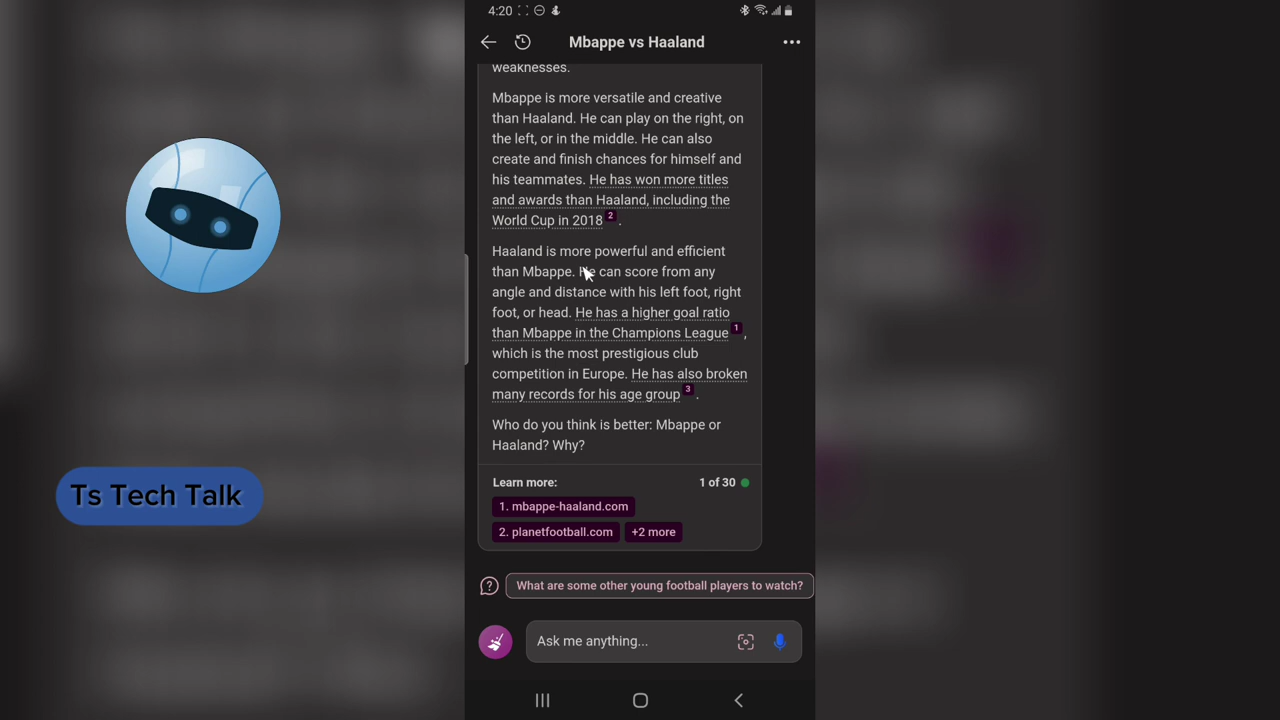 4:20
Mbappe vs Haaland
weaknesses.
Mbappe is more versatile and creative
than Haaland. He can play on the right, on
the left, or in the middle. He can also
create and finish chances for himself and
his teammates. He has won more titles
and awards than Haaland, including the
World Cup in 2018 2 .
Haaland is more powerful and efficient
than Mbappe. He can score from any
angle and distance with his left foot, right
foot, or head. He has a higher goal ratio
than Mbappe in the Champions League 1 ,
which is the most prestigious club
competition in Europe. He has also broken
many records for his age group 3 .
Who do you think is better: Mbappe or
Haaland? Why?
Learn more: 1 of 30
1. mbappe-haaland.com
2. planetfootball.com +2 more
What are some other young football players to watch?
Ask me anything...
Ts Tech Talk